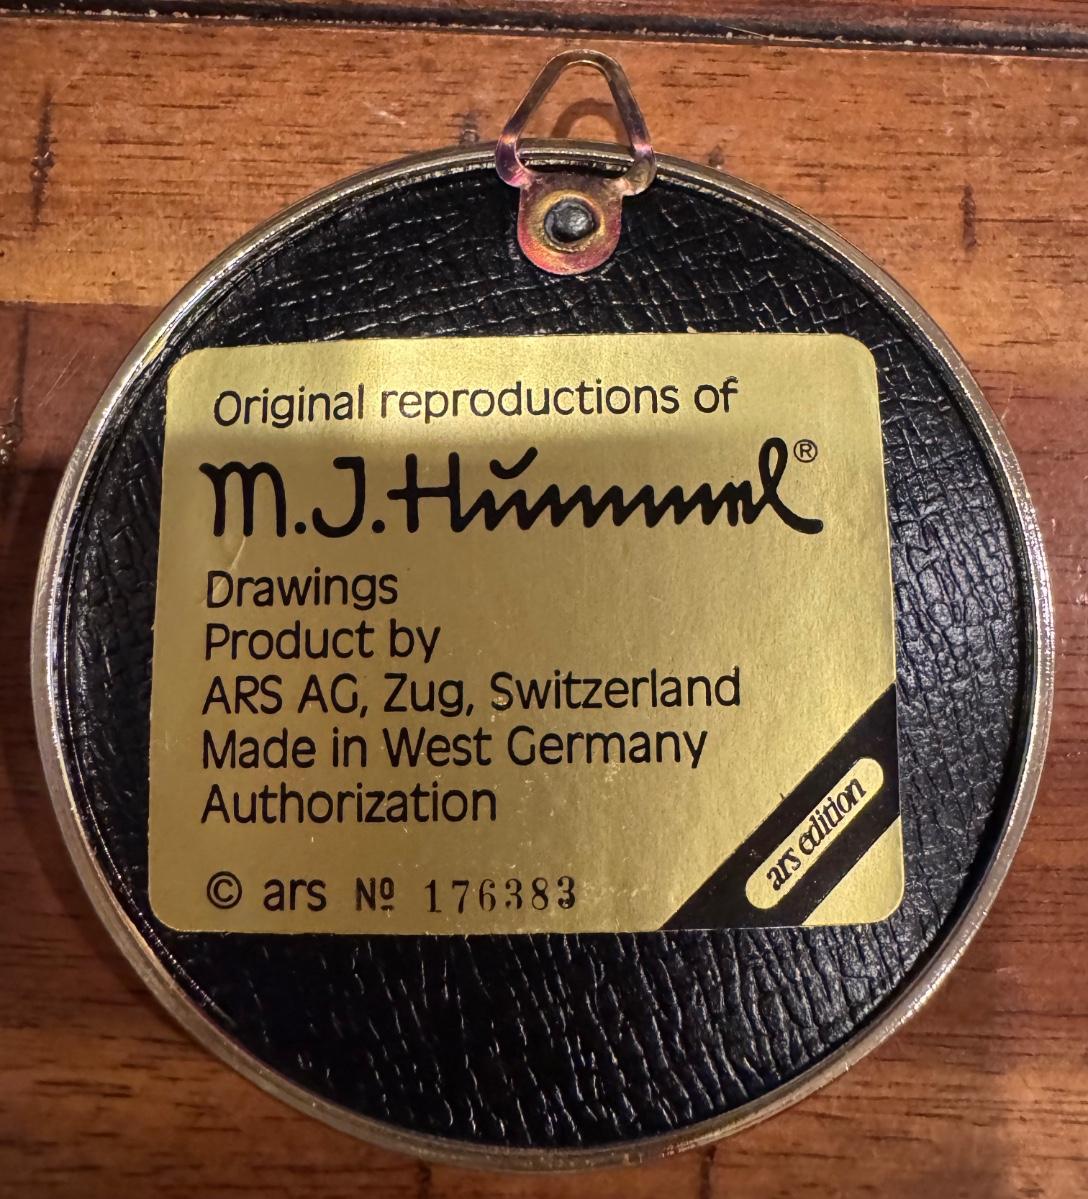 Original reproductions of
M.J.Hummel®
Drawings
Product by
ARS AG, Zug, Switzerland
Made in West Germany
Authorization
© ars Nº 176383
ars edition